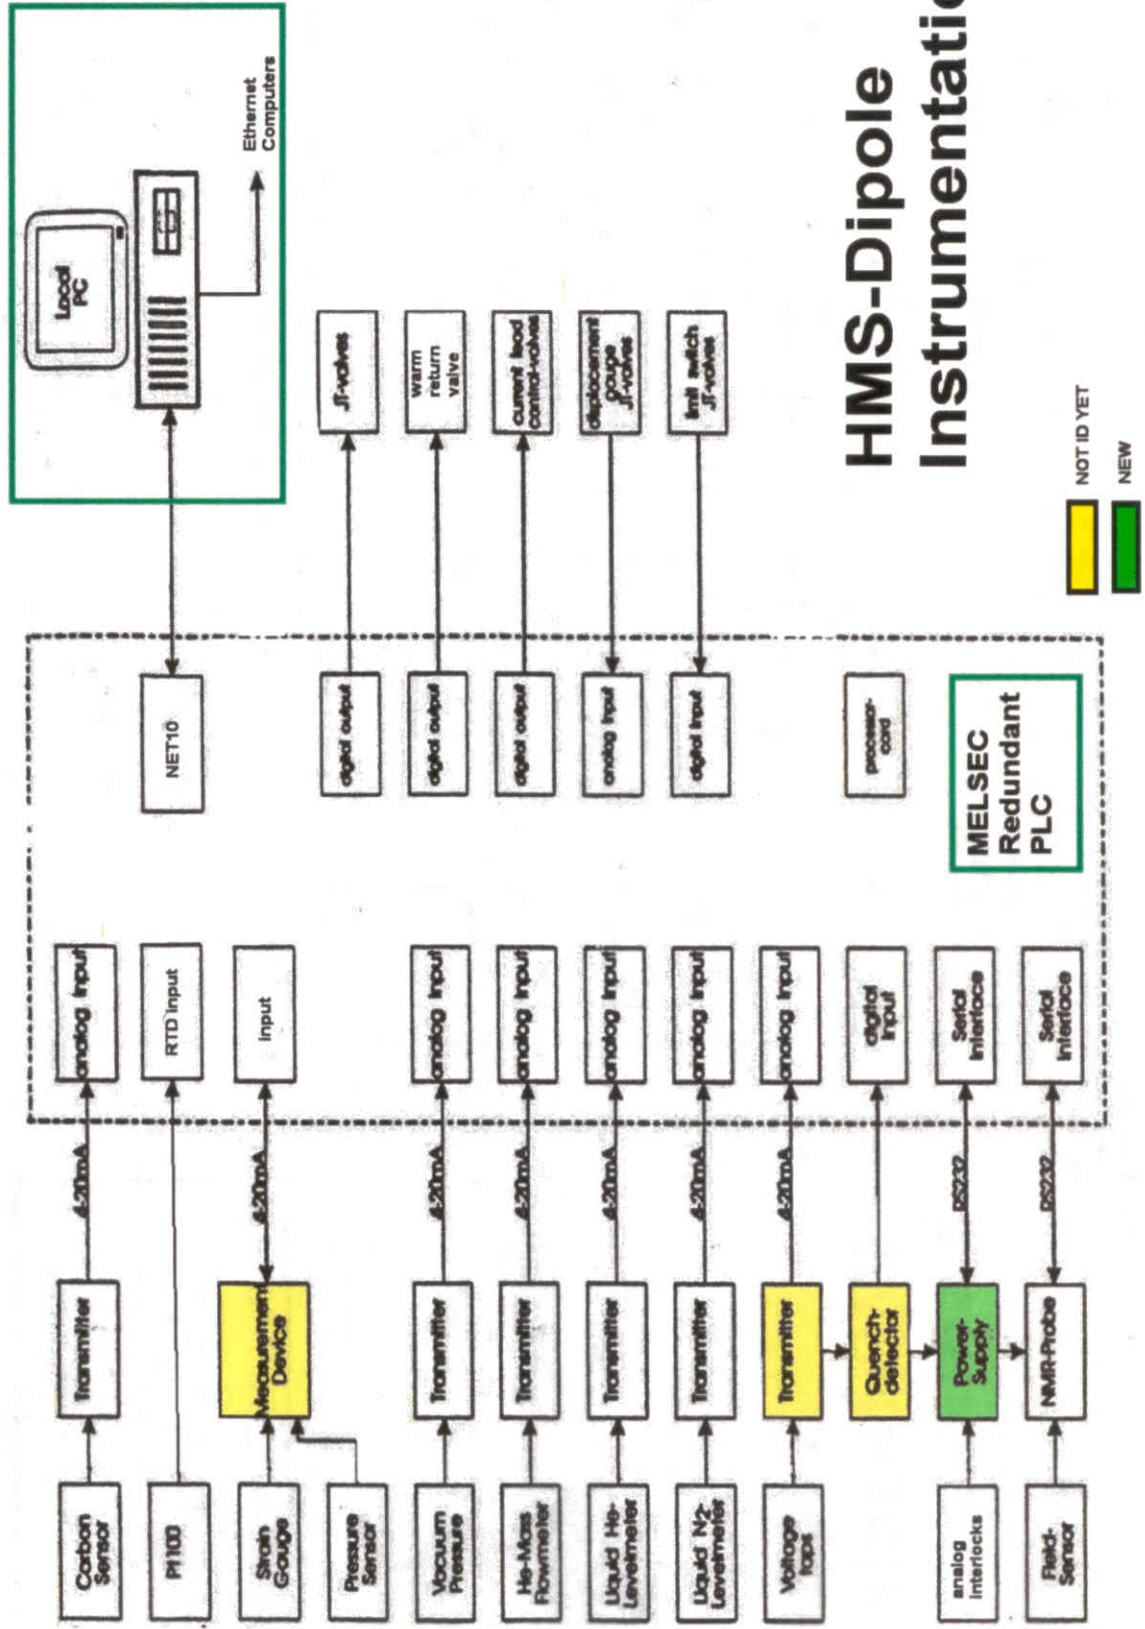 Carbon
Sensor
Transmitter
4-20mA
analog Input
Pt100
RTD Input
Strain
Gauge
Measurement
Device
4-20mA
Input
Pressure
Sensor
Vacuum
Pressure
Transmitter
4-20mA
analog Input
He-Mass
Flowmeter
Transmitter
4-20mA
analog Input
Liquid He-
Levelmeter
Transmitter
4-20mA
analog Input
Liquid N2-
Levelmeter
Transmitter
4-20mA
analog Input
Voltage
taps
Transmitter
4-20mA
analog Input
Quench-
detector
digital
Input
analog
Interlocks
Power-
Supply
RS232
Serial
Interface
Field-
Sensor
NMR-Probe
RS232
Serial
Interface
NET10
Local
PC
Ethernet
Computers
digital output
JT-valves
digital output
warm
return
valve
digital output
current lead
control-valves
analog Input
displacement
gauge
JT-valves
digital Input
limit switch
JT-valves
processor-
card
MELSEC
Redundant
PLC
HMS-Dipole
Instrumentatio
NOT ID YET
NEW